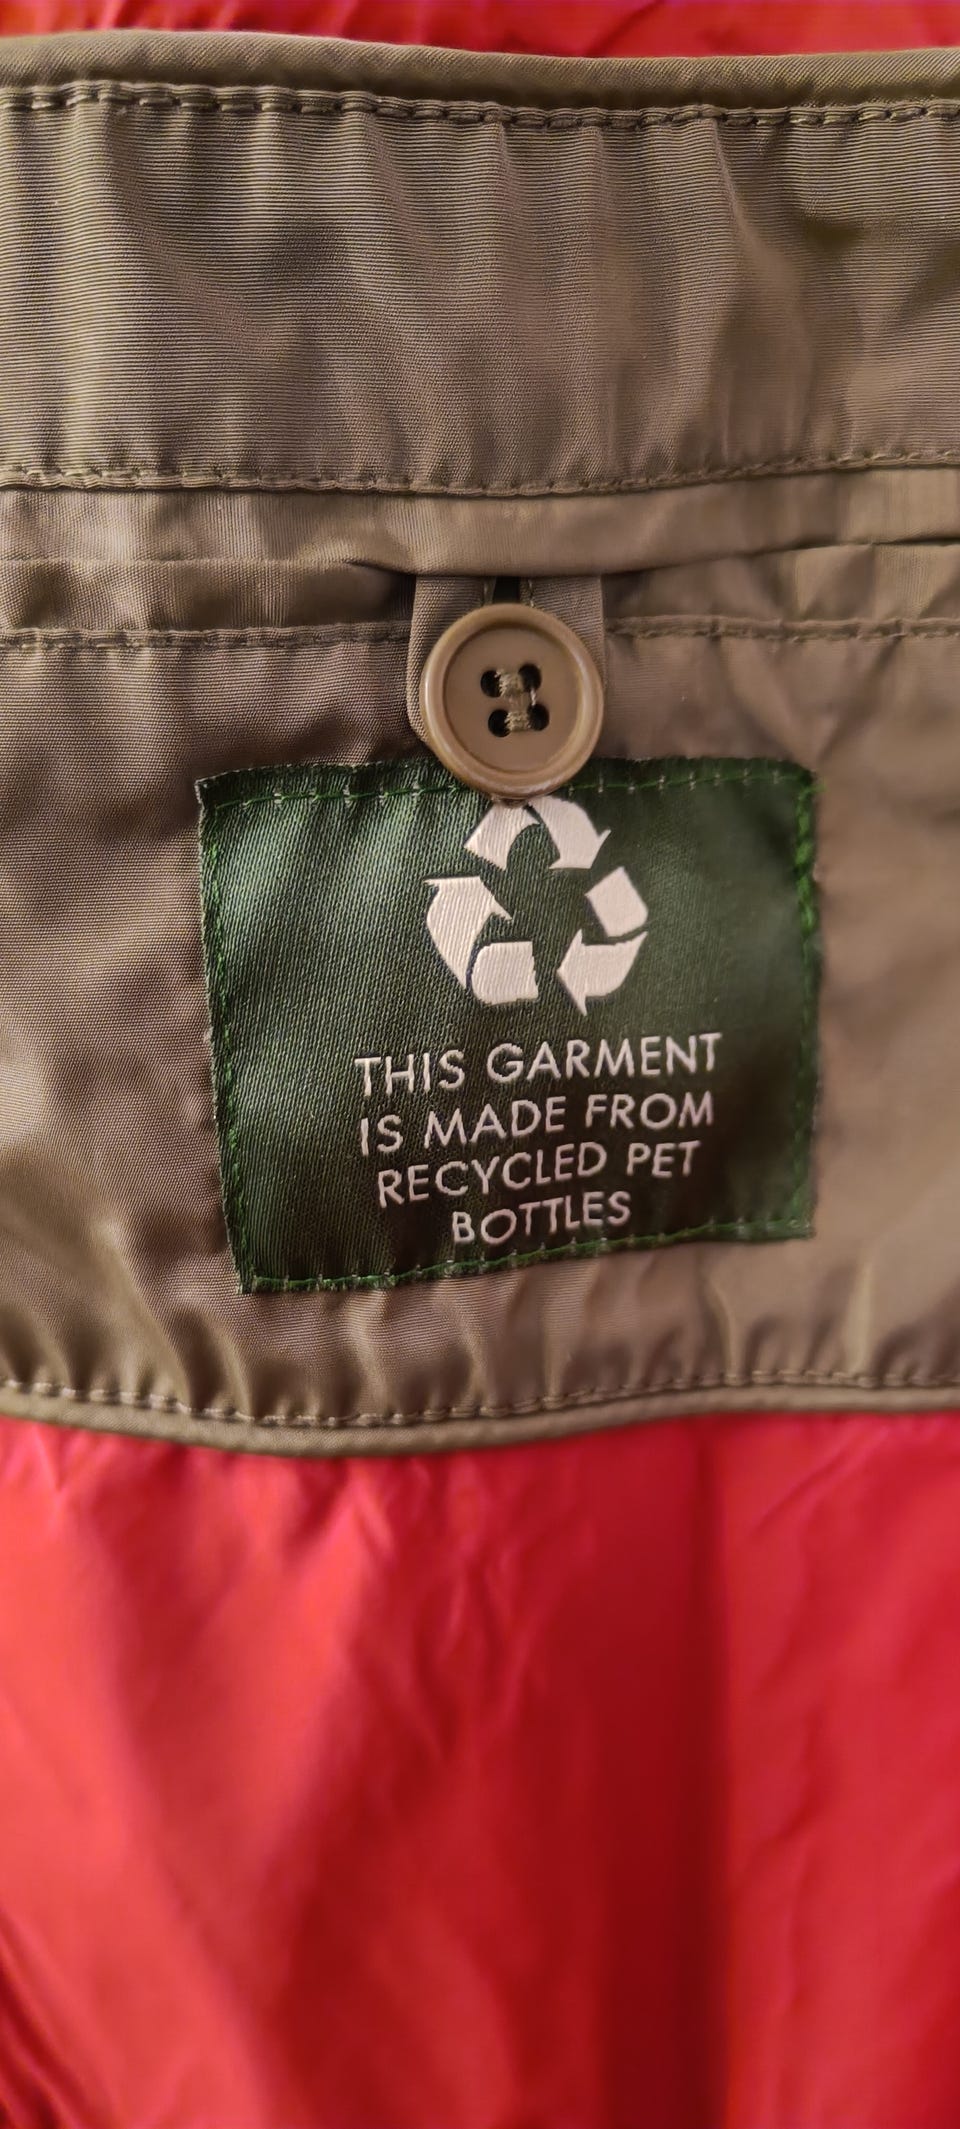 THIS GARMENT
IS MADE FROM
RECYCLED PET
BOTTLES